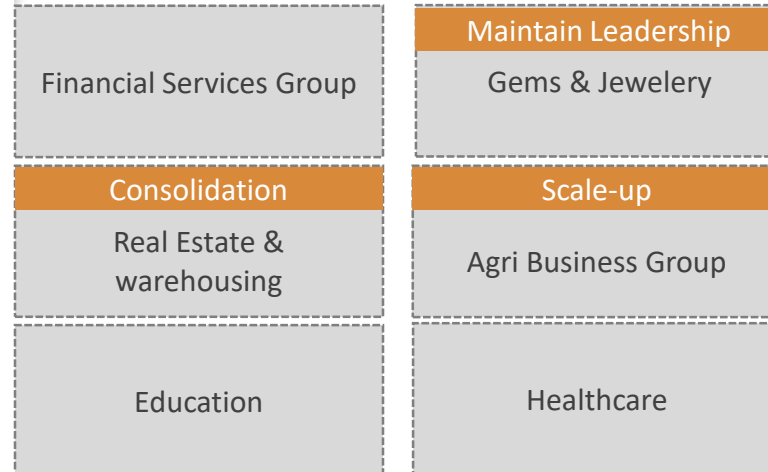 Financial Services Group
Maintain Leadership
Gems & Jewelery
Consolidation
Real Estate &
warehousing
Scale-up
Agri Business Group
Education
Healthcare